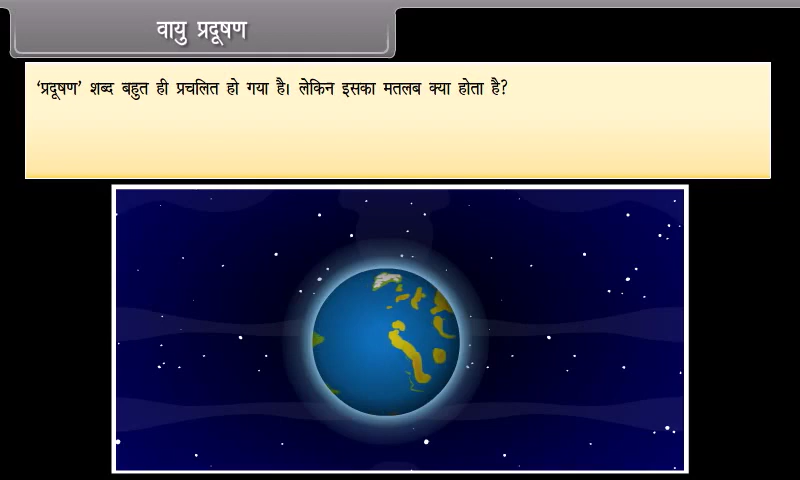 वायु प्रदूषण
‘प्रदूषण’ शब्द बहुत ही प्रचलित हो गया है। लेकिन इसका मतलब क्या होता है?